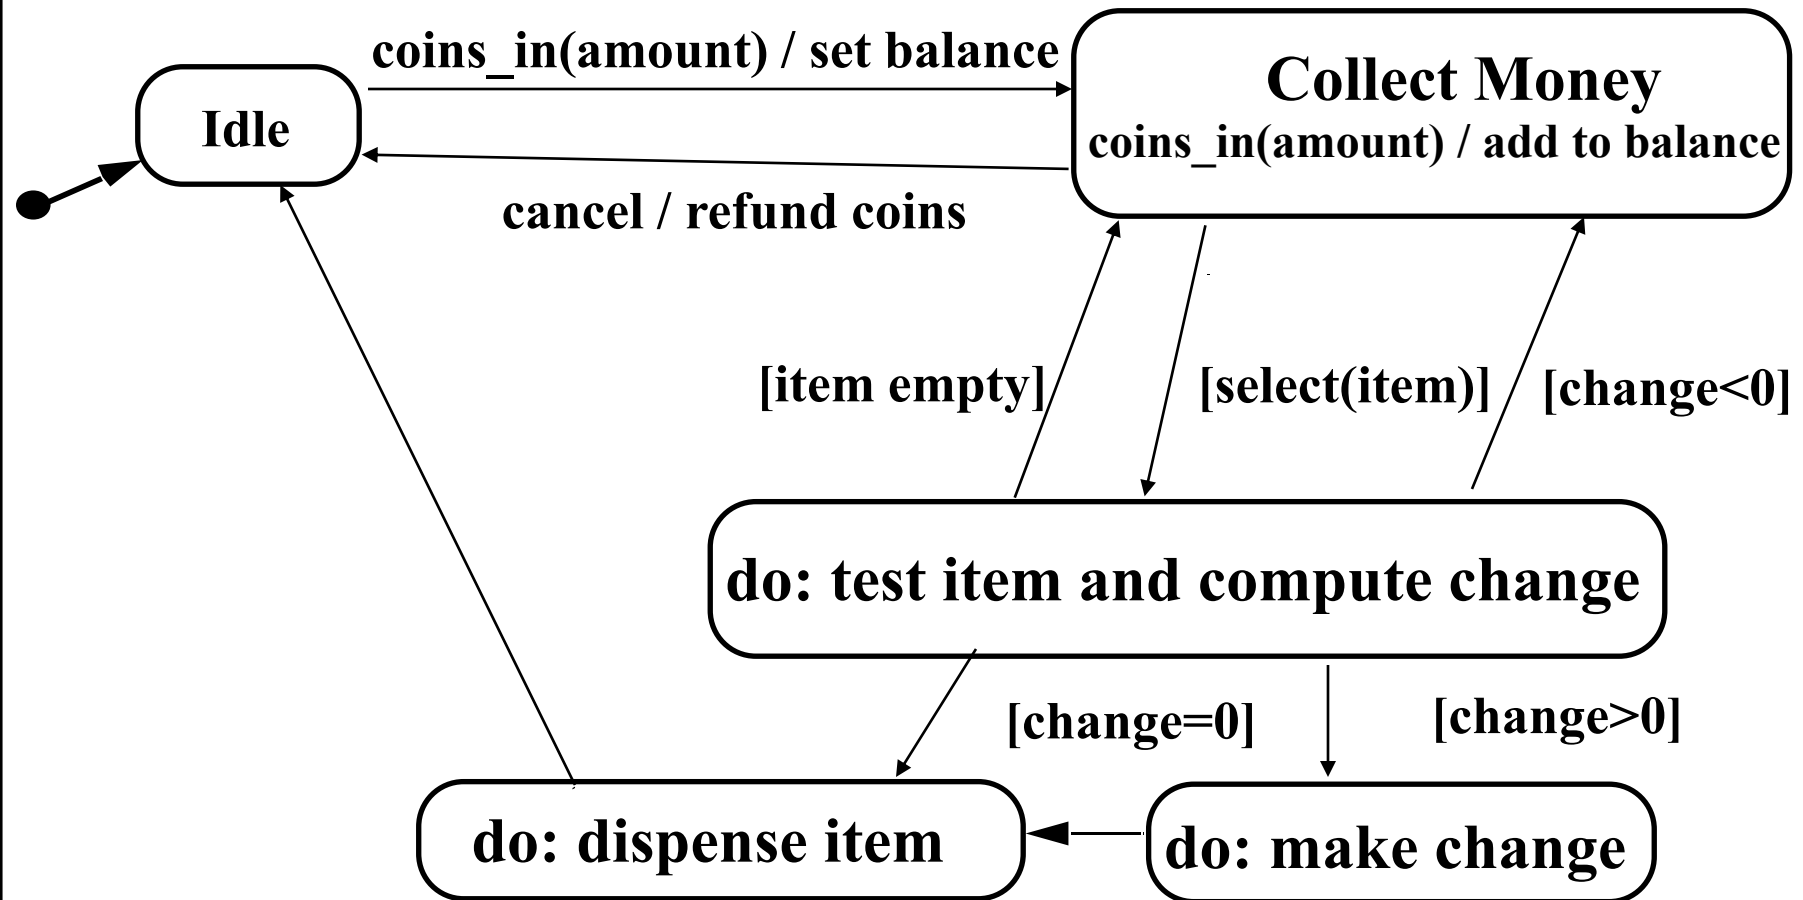 coins_in(amount) / set balance
Collect Money
Idle
coins_in(amount) / add to balance
cancel / refund coins
[item empty]
[select(item)]
[change<0]
do: test item and compute change
[change=0]
[change>0]
do: dispense item
do: make change